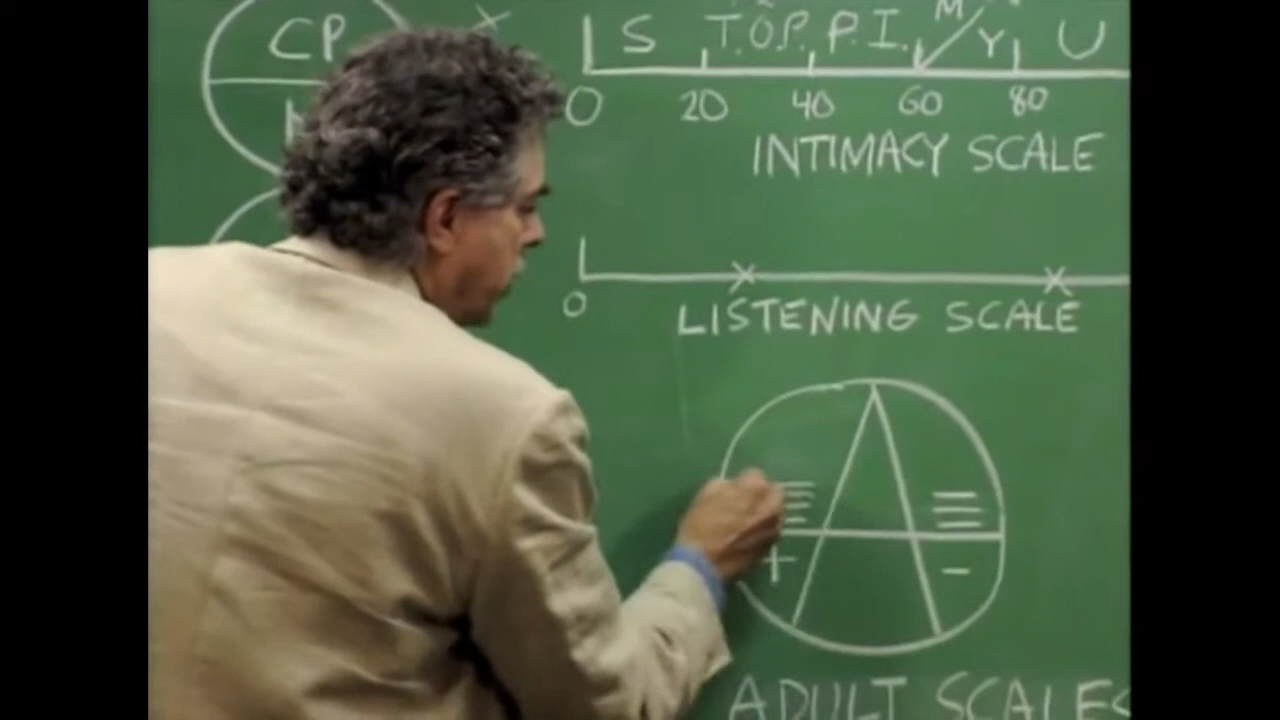 CP
S T.O.P. P.I. M/Y U
0 20 40 60 80
INTIMACY SCALE
0
LISTENING SCALE
A
+ -
ADULT SCALES